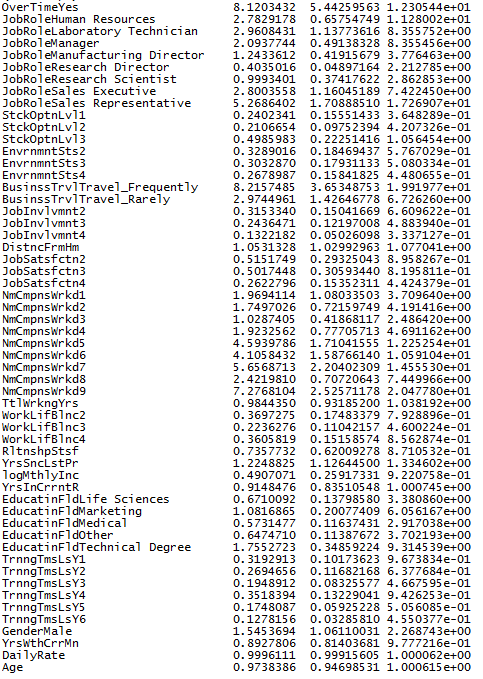 OverTimeYes 8.1203432 5.44259563 1.230544e+01
JobRoleHuman Resources 2.7829178 0.65754749 1.128002e+01
JobRoleLaboratory Technician 2.9608431 1.13773616 8.355752e+00
JobRoleManager 2.0937744 0.49138328 8.355456e+00
JobRoleManufacturing Director 1.2433612 0.41915679 3.776463e+00
JobRoleResearch Director 0.4035016 0.04897164 2.212785e+01
JobRoleResearch Scientist 0.9993401 0.37417622 2.862853e+00
JobRoleSales Executive 2.8003558 1.16045189 7.422450e+00
JobRoleSales Representative 5.2686402 1.70888510 1.726907e+01
StckOptnLvl1 0.2402341 0.15551433 3.648289e-01
StckOptnLvl2 0.2106654 0.09752394 4.207326e-01
StckOptnLvl3 0.4985983 0.22251416 1.056454e+00
EnvrnmntSts2 0.3289016 0.18469437 5.767029e-01
EnvrnmntSts3 0.3032870 0.17931133 5.080334e-01
EnvrnmntSts4 0.2678987 0.15841825 4.480655e-01
BusinssTrvlTravel_Frequently 8.2157485 3.65348753 1.991977e+01
BusinssTrvlTravel_Rarely 2.9744961 1.42646778 6.726260e+00
JobInvlvmnt2 0.3153340 0.15041669 6.609622e-01
JobInvlvmnt3 0.2436471 0.12197008 4.883940e-01
JobInvlvmnt4 0.1322182 0.05026098 3.337127e-01
DistncFrmHm 1.0531328 1.02992963 1.077041e+00
JobSatsfctn2 0.5151749 0.29325043 8.958267e-01
JobSatsfctn3 0.5017448 0.30593440 8.195811e-01
JobSatsfctn4 0.2622796 0.15352311 4.424379e-01
NmCmpnsWrkd1 1.9694114 1.08033503 3.709640e+00
NmCmpnsWrkd2 1.7497026 0.72159749 4.191416e+00
NmCmpnsWrkd3 1.0287405 0.41868117 2.486420e+00
NmCmpnsWrkd4 1.9232562 0.77705713 4.691162e+00
NmCmpnsWrkd5 4.5939786 1.71041555 1.225254e+01
NmCmpnsWrkd6 4.1058432 1.58766140 1.059104e+01
NmCmpnsWrkd7 5.6568713 2.20402309 1.455530e+01
NmCmpnsWrkd8 2.4219810 0.70720643 7.449966e+00
NmCmpnsWrkd9 7.2768104 2.52571178 2.047780e+01
TtlWrkngYrs 0.9844350 0.93185200 1.038192e+00
WorkLifBlnc2 0.3697275 0.17483379 7.928896e-01
WorkLifBlnc3 0.2236276 0.11042157 4.600224e-01
WorkLifBlnc4 0.3605819 0.15158574 8.562874e-01
RltnshpStsf 0.7357732 0.62009278 8.710532e-01
YrsSncLstPr 1.2248825 1.12644500 1.334602e+00
logMthlyInc 0.4907071 0.25917331 9.220758e-01
YrsInCrrntR 0.9148476 0.83510548 1.000745e+00
EducatinFldLife Sciences 0.6710092 0.13798580 3.380860e+00
EducatinFldMarketing 1.0816865 0.20077409 6.056167e+00
EducatinFldMedical 0.5731477 0.11637431 2.917038e+00
EducatinFldOther 0.6474710 0.11387672 3.702193e+00
EducatinFldTechnical Degree 1.7552723 0.34859224 9.314539e+00
TrnngTmsLsY1 0.3192913 0.10173623 9.673834e-01
TrnngTmsLsY2 0.2694656 0.11682168 6.377684e-01
TrnngTmsLsY3 0.1948912 0.08325577 4.667595e-01
TrnngTmsLsY4 0.3518394 0.13229041 9.426253e-01
TrnngTmsLsY5 0.1748087 0.05925228 5.056085e-01
TrnngTmsLsY6 0.1278156 0.03285810 4.550377e-01
GenderMale 1.5453694 1.06110031 2.268743e+00
YrsWthCrrMn 0.8927806 0.81403681 9.777216e-01
DailyRate 0.9996111 0.99915605 1.000062e+00
Age 0.9738386 0.94698531 1.000615e+00